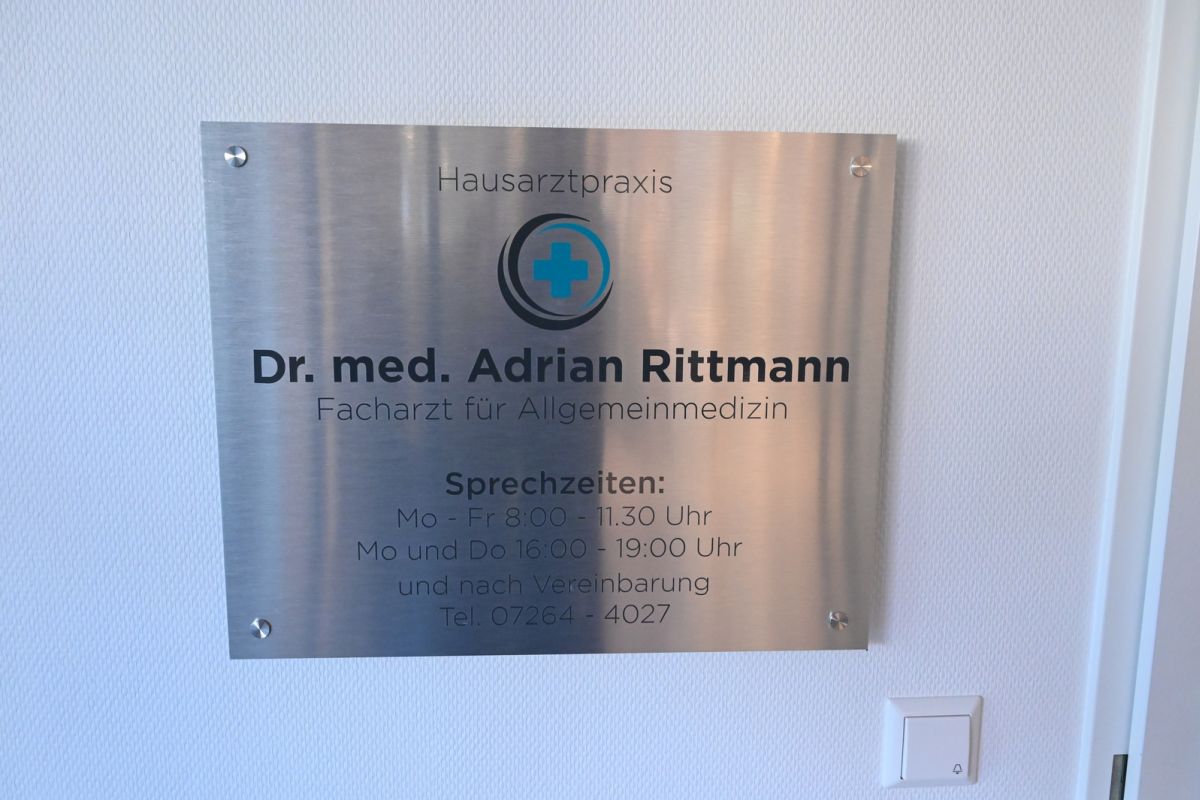 Hausarztpraxis
Dr. med. Adrian Rittmann
Facharzt für Allgemeinmedizin
Sprechzeiten:
Mo - Fr 8:00 - 11.30 Uhr
Mo und Do 16:00 - 19:00 Uhr
und nach Vereinbarung
Tel. 07264 - 4027